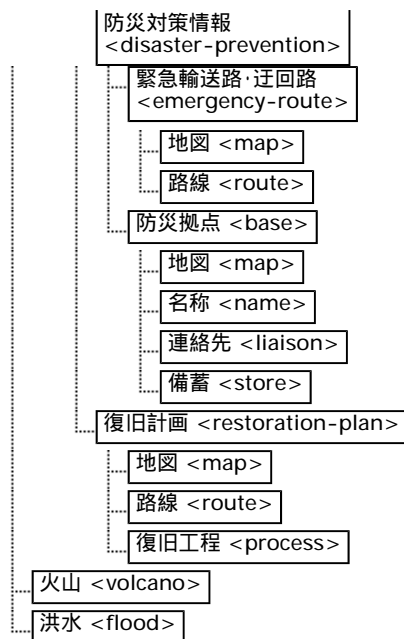 防災対策情報
<disaster-prevention>
緊急輸送路·迂回路
<emergency-route>
地図 <map>
路線 <route>
防災拠点 <base>
地図 <map>
名称 <name>
連絡先 <liaison>
備蓄 <store>
復旧計画 <restoration-plan>
地図 <map>
路線 <route>
復旧工程 <process>
火山 <volcano>
洪水 <flood>